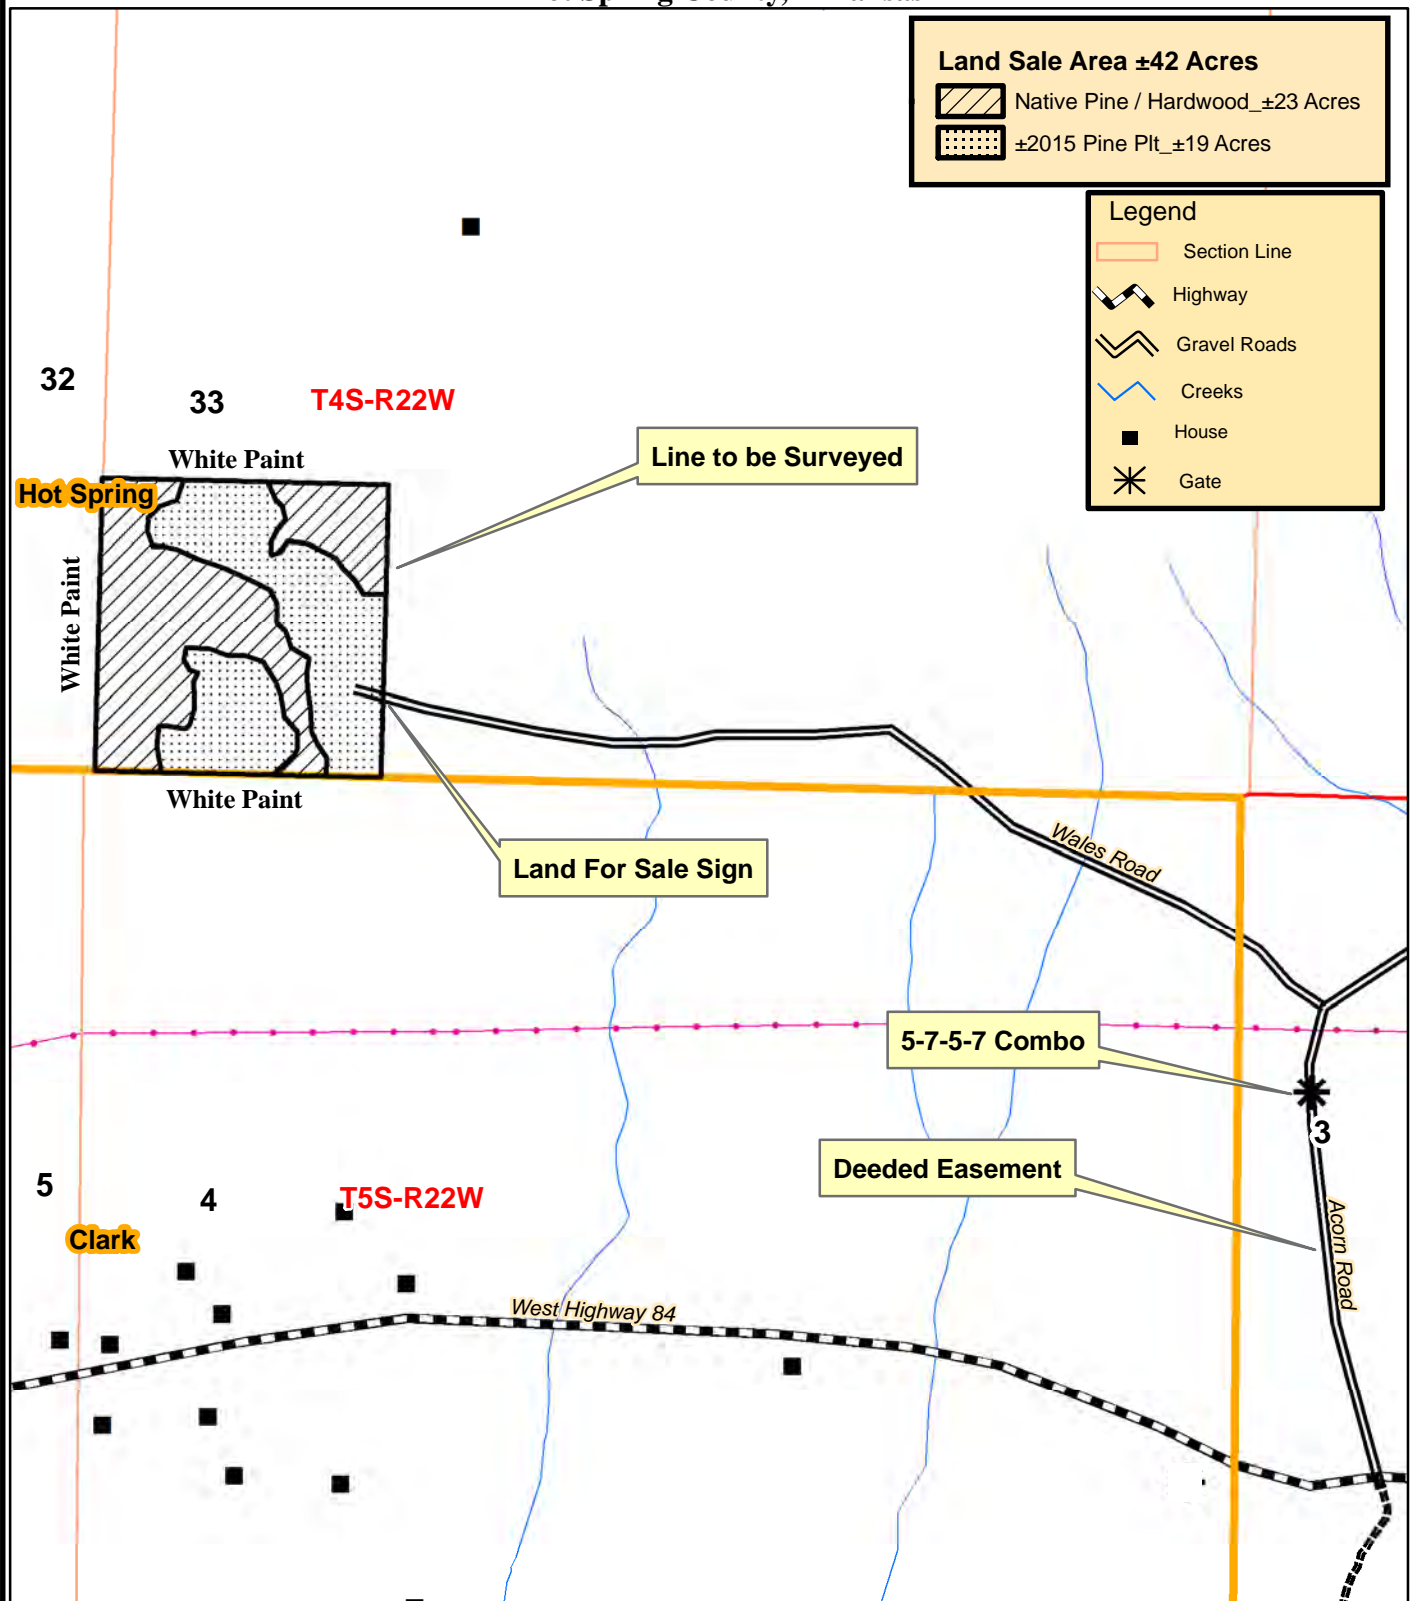 Land Sale Area ±42 Acres
Native Pine / Hardwood_±23 Acres
±2015 Pine Plt_±19 Acres
Legend
Section Line
Highway
Gravel Roads
Creeks
House
Gate
32
33
T4S-R22W
White Paint
Line to be Surveyed
Hot Spring
White Paint
White Paint
Land For Sale Sign
Wales Road
5-7-5-7 Combo
3
Deeded Easement
5
4
T5S-R22W
Clark
Acorn Road
West Highway 84